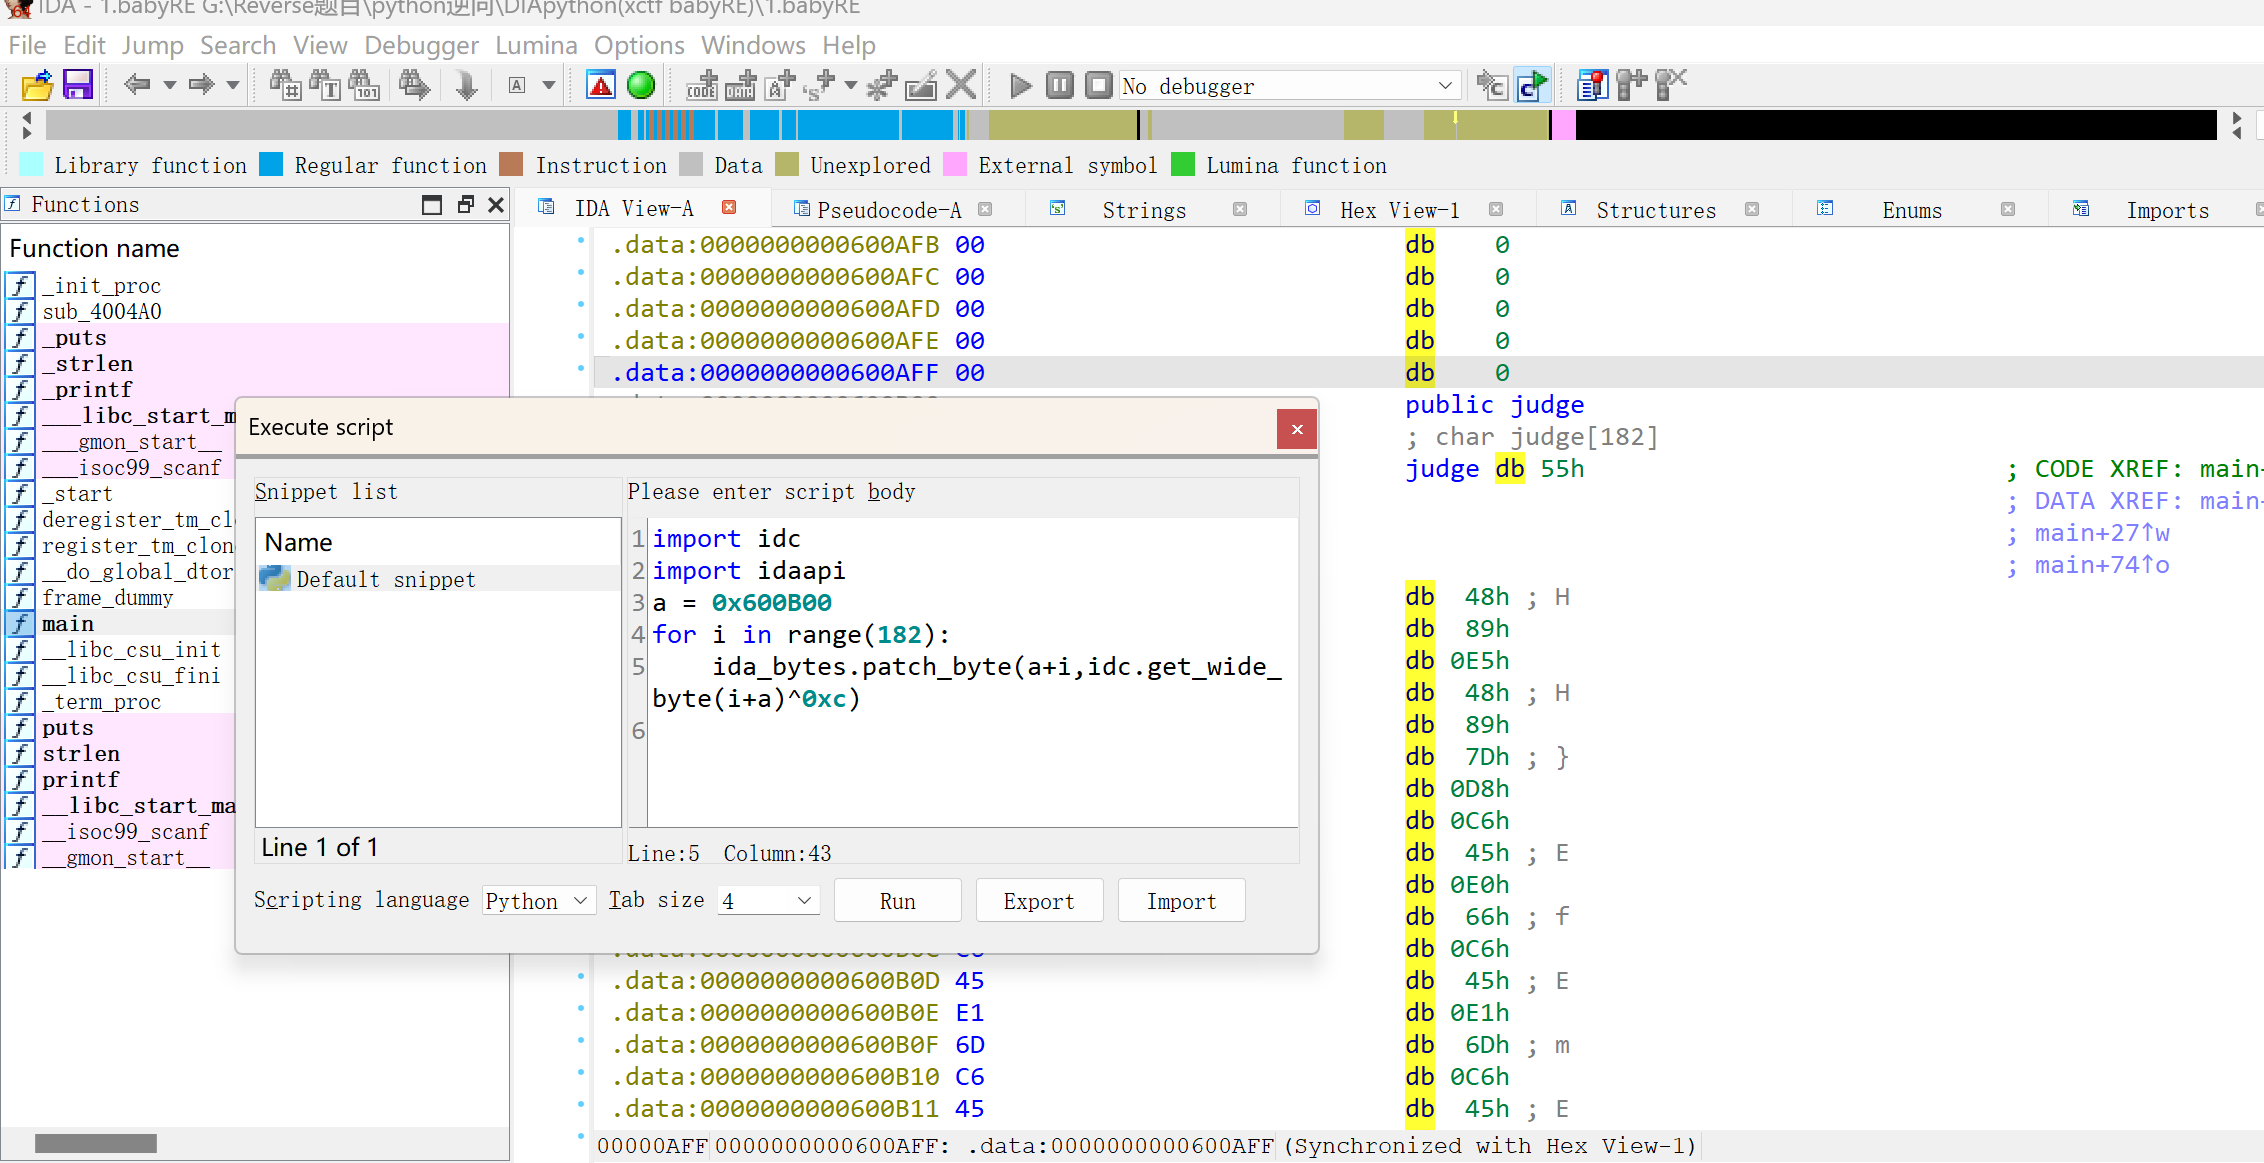 IDA - 1.babyRE G:\Reverse题目\python逆向\DIApython(xctf babyRE)\1.babyRE
File Edit Jump Search View Debugger Lumina Options Windows Help
No debugger
Library function Regular function Instruction Data Unexplored External symbol Lumina function
Functions
Function name
_init_proc
sub_4004A0
_puts
_strlen
_printf
___libc_start_m
___gmon_start__
___isoc99_scanf
_start
deregister_tm_cl
register_tm_clon
__do_global_dtor
frame_dummy
main
__libc_csu_init
__libc_csu_fini
_term_proc
puts
strlen
printf
__libc_start_ma
__isoc99_scanf
__gmon_start__
IDA View-A Pseudocode-A Strings Hex View-1 Structures Enums Imports
.data:0000000000600AFB 00 db 0
.data:0000000000600AFC 00 db 0
.data:0000000000600AFD 00 db 0
.data:0000000000600AFE 00 db 0
.data:0000000000600AFF 00 db 0
public judge
; char judge[182]
judge db 55h ; CODE XREF: main
; DATA XREF: main
; main+27↑w
; main+74↑o
db 48h ; H
db 89h
db 0E5h
db 48h ; H
db 89h
db 7Dh ; }
db 0D8h
db 0C6h
db 45h ; E
db 0E0h
db 66h ; f
db 0C6h
.data:0000000000600B0D 45 db 45h ; E
.data:0000000000600B0E E1 db 0E1h
.data:0000000000600B0F 6D db 6Dh ; m
.data:0000000000600B10 C6 db 0C6h
.data:0000000000600B11 45 db 45h ; E
00000AFF 0000000000600AFF: .data:0000000000600AFF (Synchronized with Hex View-1)
Execute script
Snippet list
Name
Default snippet
Line 1 of 1
Please enter script body
1 import idc
2 import idaapi
3 a = 0x600B00
4 for i in range(182):
5 ida_bytes.patch_byte(a+i,idc.get_wide_
byte(i+a)^0xc)
6
Line:5 Column:43
Scripting language Python Tab size 4 Run Export Import